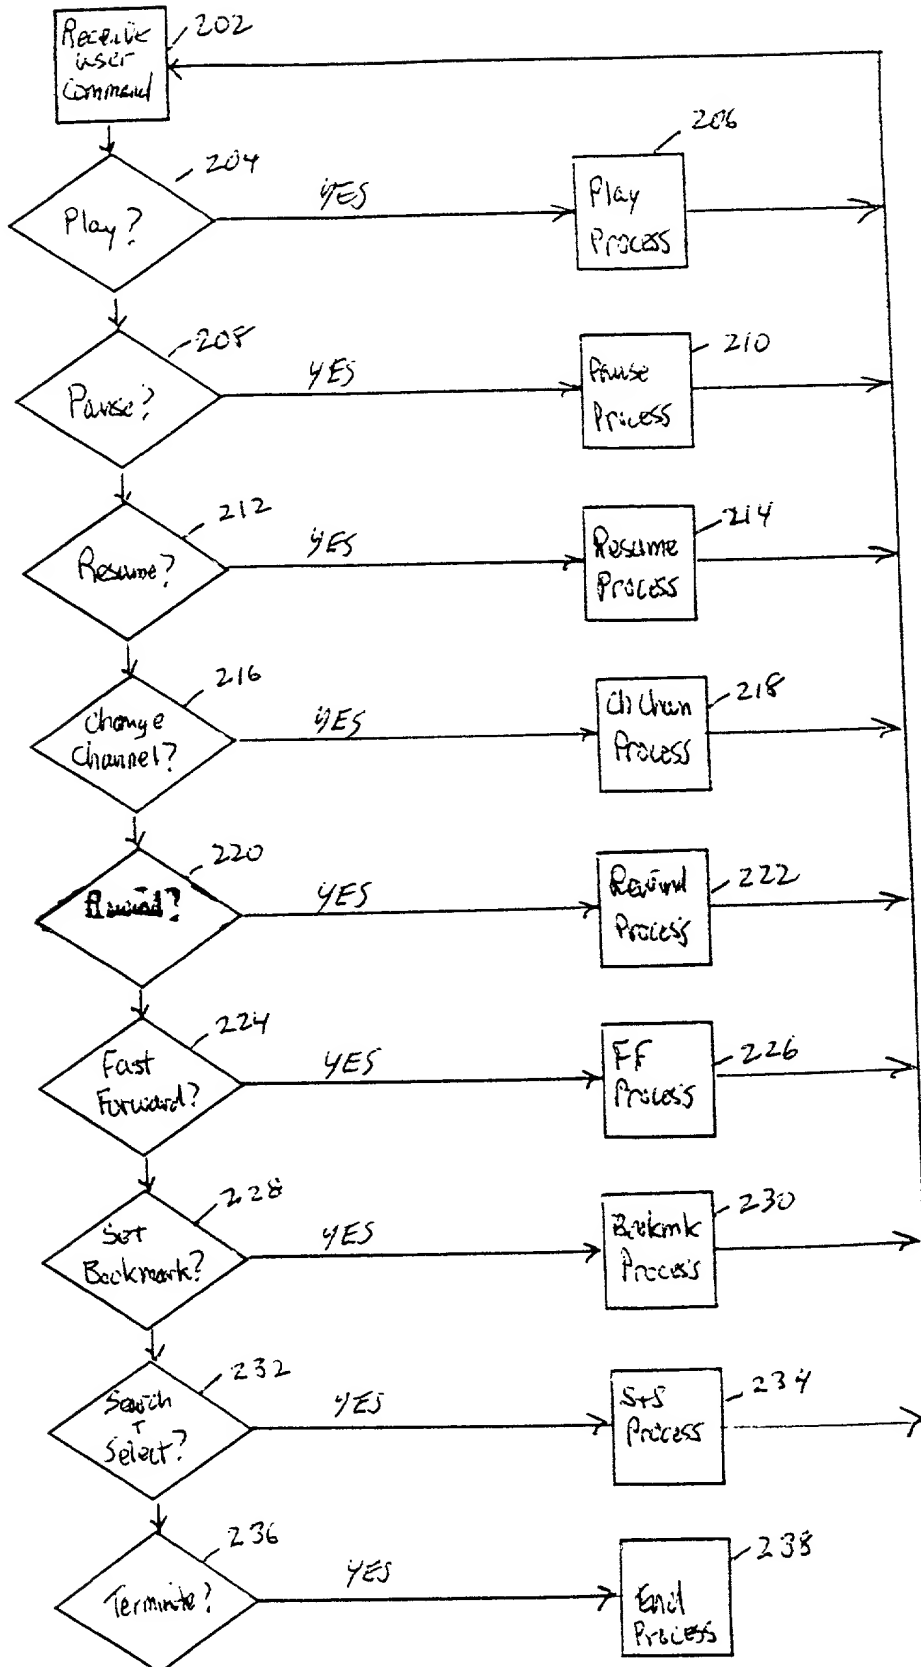 Receive
user
Command
202
204
Play?
YES
206
Play
Process
208
Pause?
YES
210
Pause
Process
212
Resume?
YES
214
Resume
Process
216
Change
Channel?
YES
218
Ch Chan
Process
220
Rewind?
YES
222
Rewind
Process
224
Fast
Forward?
YES
226
FF
Process
228
Set
Bookmark?
YES
230
Bookmk
Process
232
Search
+
Select?
YES
234
S+S
Process
236
Terminate?
YES
238
End
Process